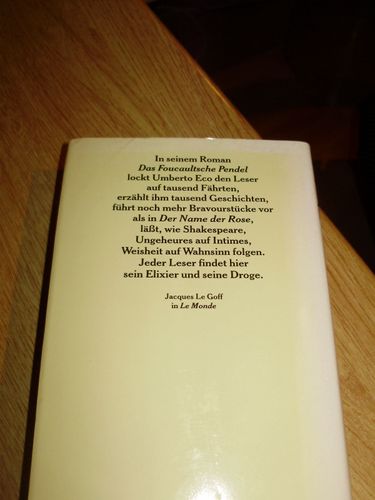 In seinem Roman
Das Foucaultsche Pendel
lockt Umberto Eco den Leser
auf tausend Fährten,
erzählt ihm tausend Geschichten,
führt noch mehr Bravourstücke vor
als in Der Name der Rose,
läßt, wie Shakespeare,
Ungeheures auf Intimes,
Weisheit auf Wahnsinn folgen.
Jeder Leser findet hier
sein Elixier und seine Droge.
Jacques Le Goff
in Le Monde